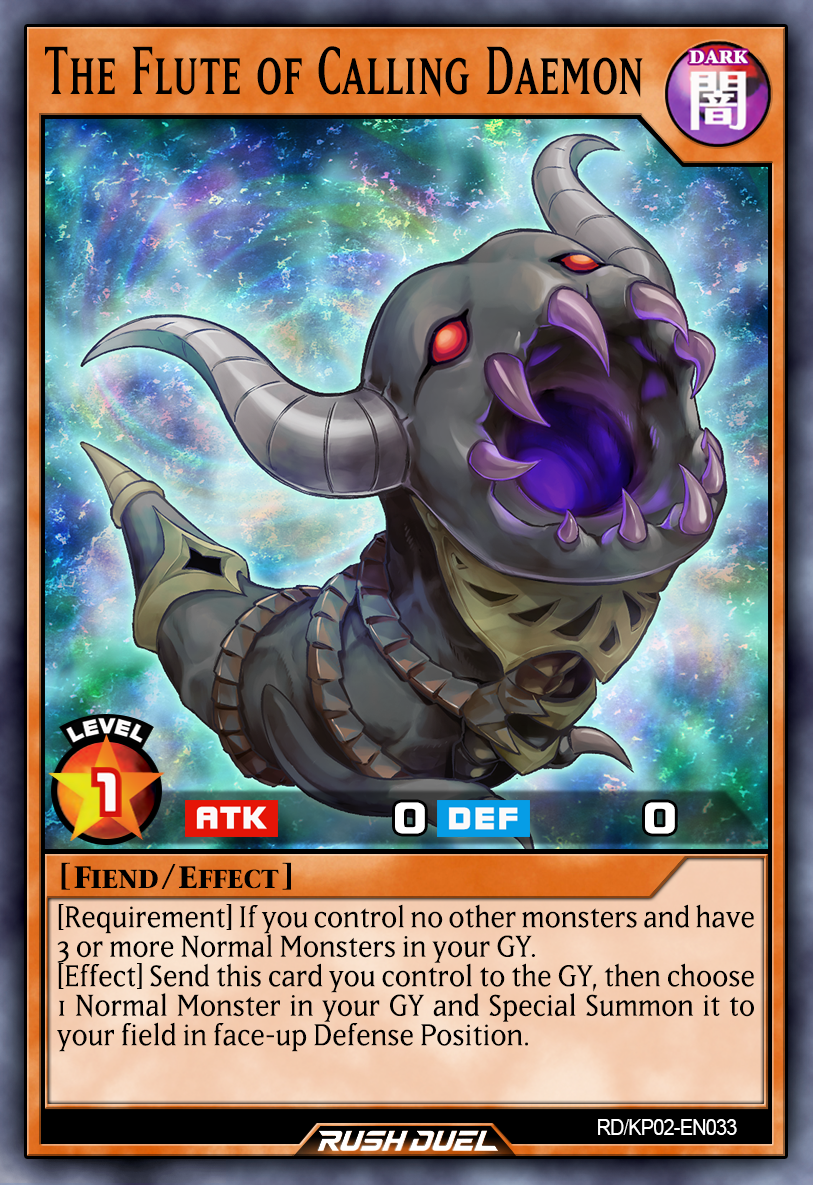 The Flute of Calling Daemon
DARK
闇
LEVEL
1
ATK 0 DEF 0
[Fiend/Effect]
[Requirement] If you control no other monsters and have
3 or more Normal Monsters in your GY.
[Effect] Send this card you control to the GY, then choose
1 Normal Monster in your GY and Special Summon it to
your field in face-up Defense Position.
RUSH DUEL
RD/KP02-EN033